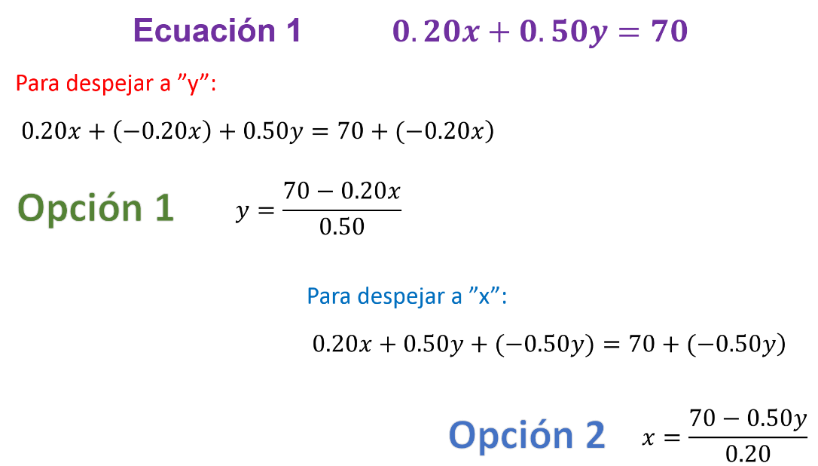 Ecuación 1 0.20x + 0.50y = 70
Para despejar a ”y”:
0.20x + (−0.20x) + 0.50y = 70 + (−0.20x)
Opción 1 y = \frac{70 − 0.20x}{0.50}
Para despejar a ”x”:
0.20x + 0.50y + (−0.50y) = 70 + (−0.50y)
Opción 2 x = \frac{70 − 0.50y}{0.20}